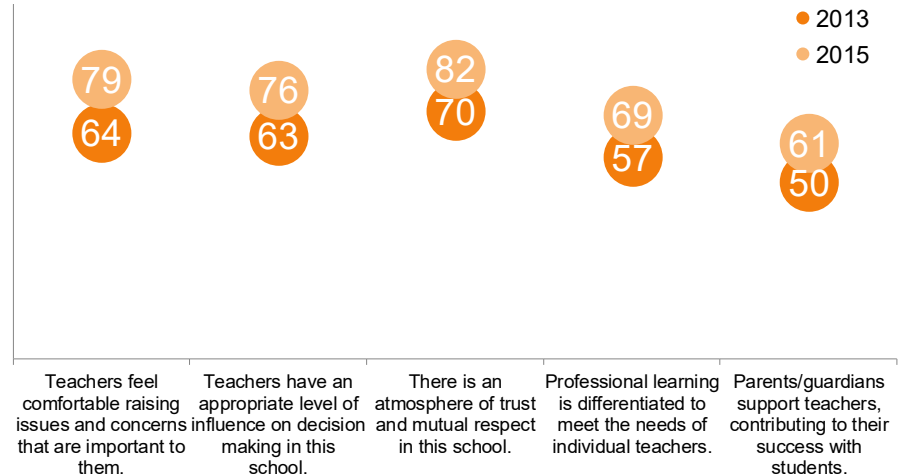 2013
2015
79
76
82
69
61
64
63
70
57
50
Teachers feel
comfortable raising
issues and concerns
that are important to
them.
Teachers have an
appropriate level of
influence on decision
making in this
school.
There is an
atmosphere of trust
and mutual respect
in this school.
Professional learning
is differentiated to
meet the needs of
individual teachers.
Parents/guardians
support teachers,
contributing to their
success with
students.